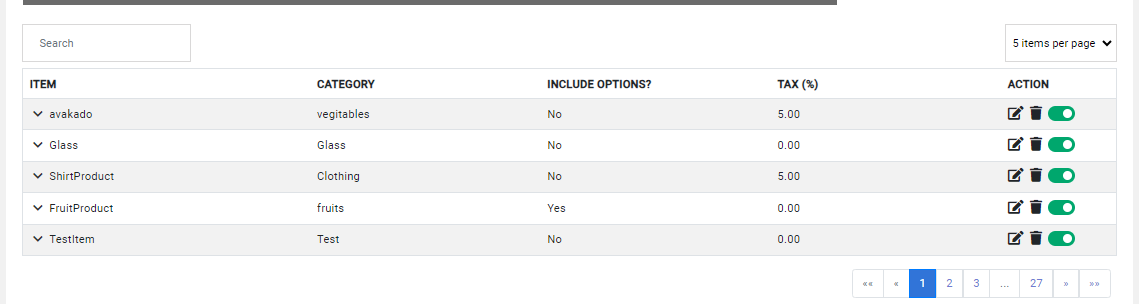 Search
5 items per page
ITEM CATEGORY INCLUDE OPTIONS? TAX (%) ACTION
avakado vegitables No 5.00
Glass Glass No 0.00
ShirtProduct Clothing No 5.00
FruitProduct fruits Yes 0.00
TestItem Test No 0.00
«« « 1 2 3 ... 27 » »»